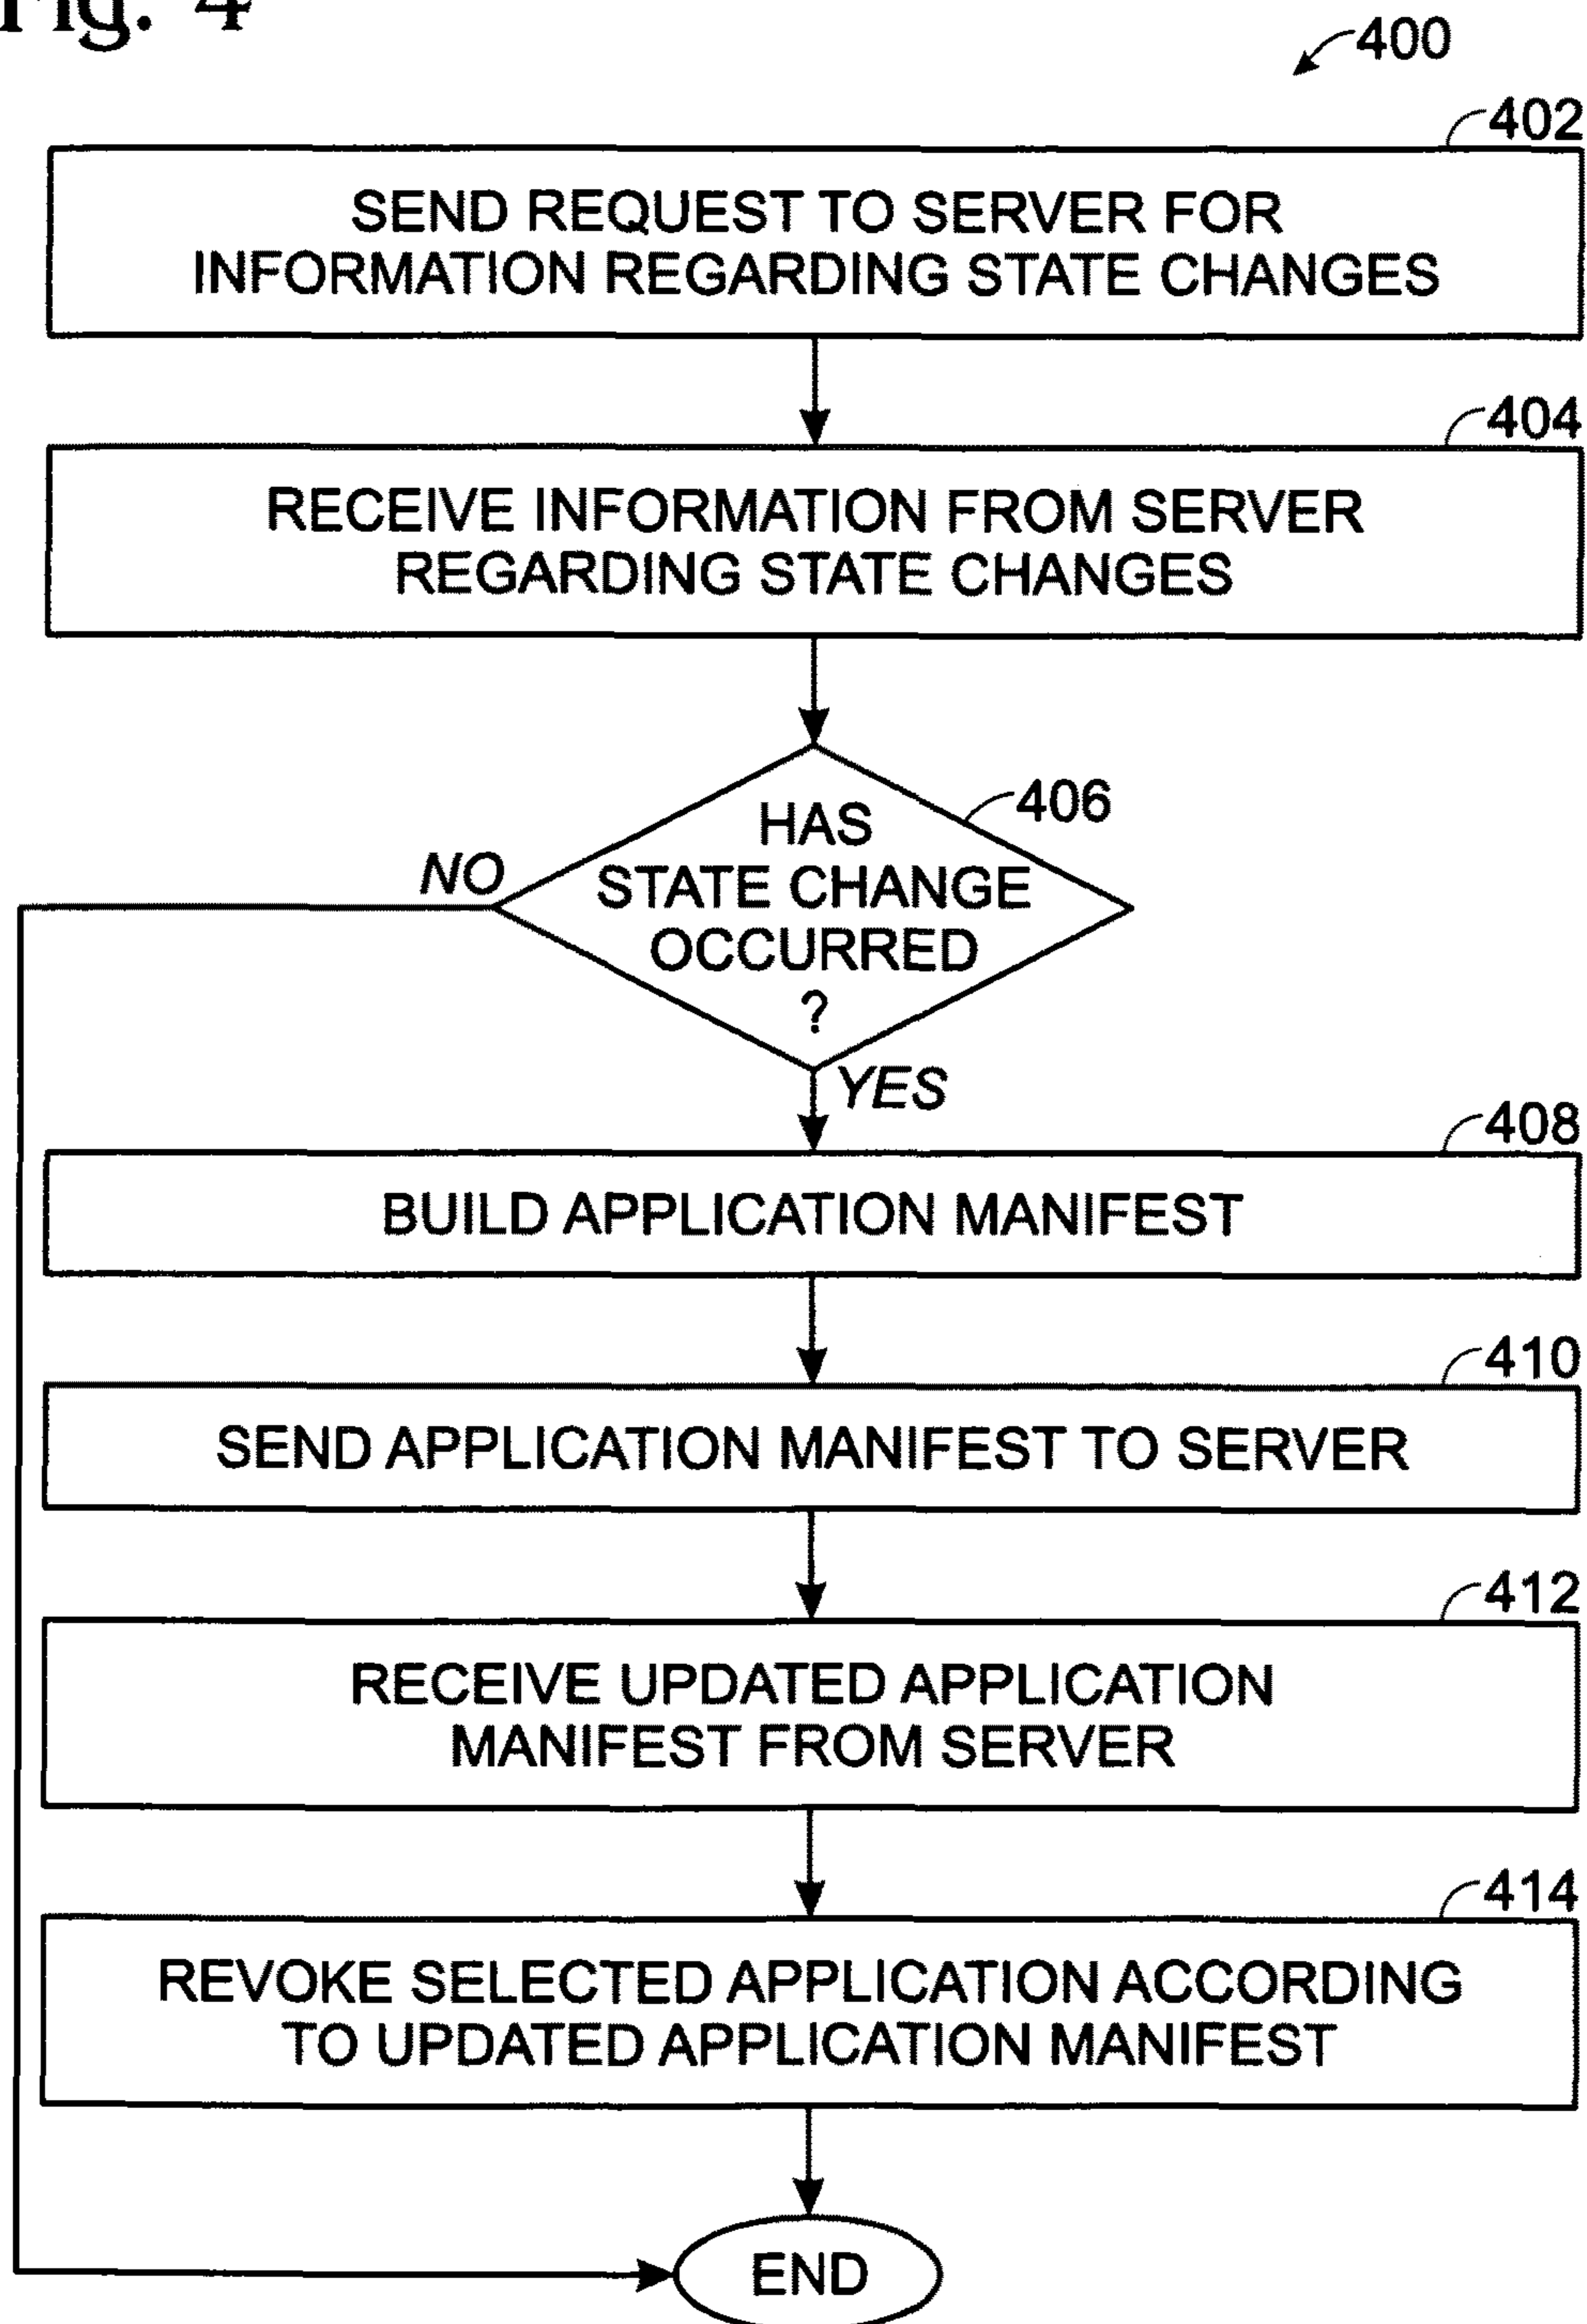 Fig. 4
400
402
SEND REQUEST TO SERVER FOR
INFORMATION REGARDING STATE CHANGES
404
RECEIVE INFORMATION FROM SERVER
REGARDING STATE CHANGES
406
HAS
STATE CHANGE
OCCURRED
?
NO
YES
408
BUILD APPLICATION MANIFEST
410
SEND APPLICATION MANIFEST TO SERVER
412
RECEIVE UPDATED APPLICATION
MANIFEST FROM SERVER
414
REVOKE SELECTED APPLICATION ACCORDING
TO UPDATED APPLICATION MANIFEST
END